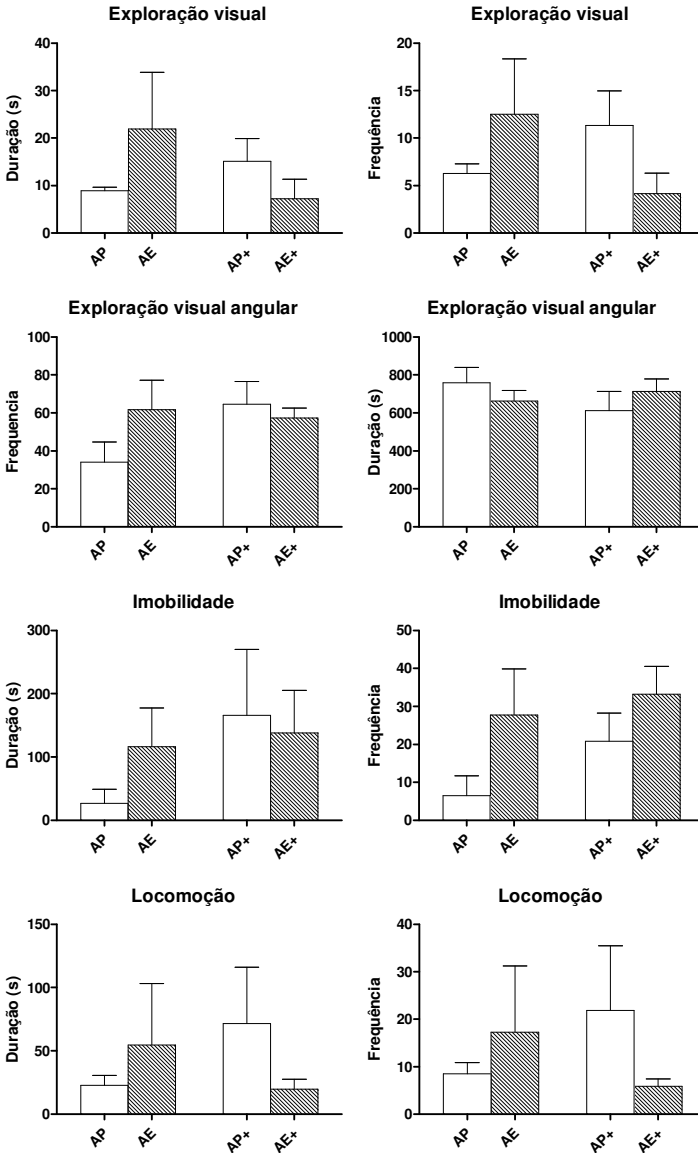 Exploração visual
Duração (s)
40
30
20
10
0
AP AE AP+ AE+
Exploração visual
Frequência
20
15
10
5
0
AP AE AP+ AE+
Exploração visual angular
Frequencia
100
80
60
40
20
0
AP AE AP+ AE+
Exploração visual angular
Duração (s)
1000
800
600
400
200
0
AP AE AP+ AE+
Imobilidade
Duração (s)
300
200
100
0
AP AE AP+ AE+
Imobilidade
Frequência
50
40
30
20
10
0
AP AE AP+ AE+
Locomoção
Duração (s)
150
100
50
0
AP AE AP+ AE+
Locomoção
Frequência
40
30
20
10
0
AP AE AP+ AE+